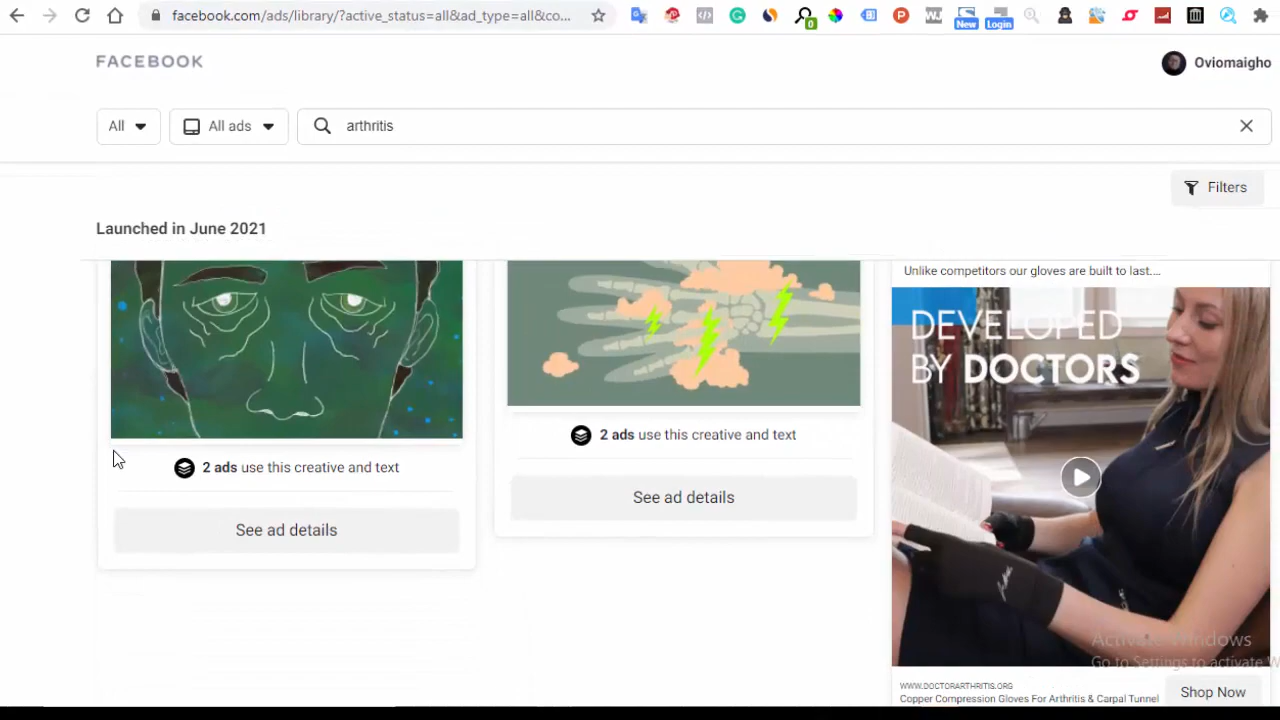 facebook.com/ads/library/?active_status=all&ad_type=all&co...
0
New
Login
FACEBOOK
Oviomaigho
All
All ads
arthritis
Filters
Launched in June 2021
Unlike competitors our gloves are built to last....
DEVELOPED
BY DOCTORS
2 ads use this creative and text
See ad details
2 ads use this creative and text
See ad details
Activate Windows
Go to Settings to activate W
WWW.DOCTORARTHRITIS.ORG
Copper Compression Gloves For Arthritis & Carpal Tunnel
Shop Now